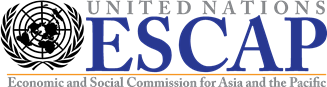 UNITED NATIONS
ESCAP
Economic and Social Commission for Asia and the Pacific